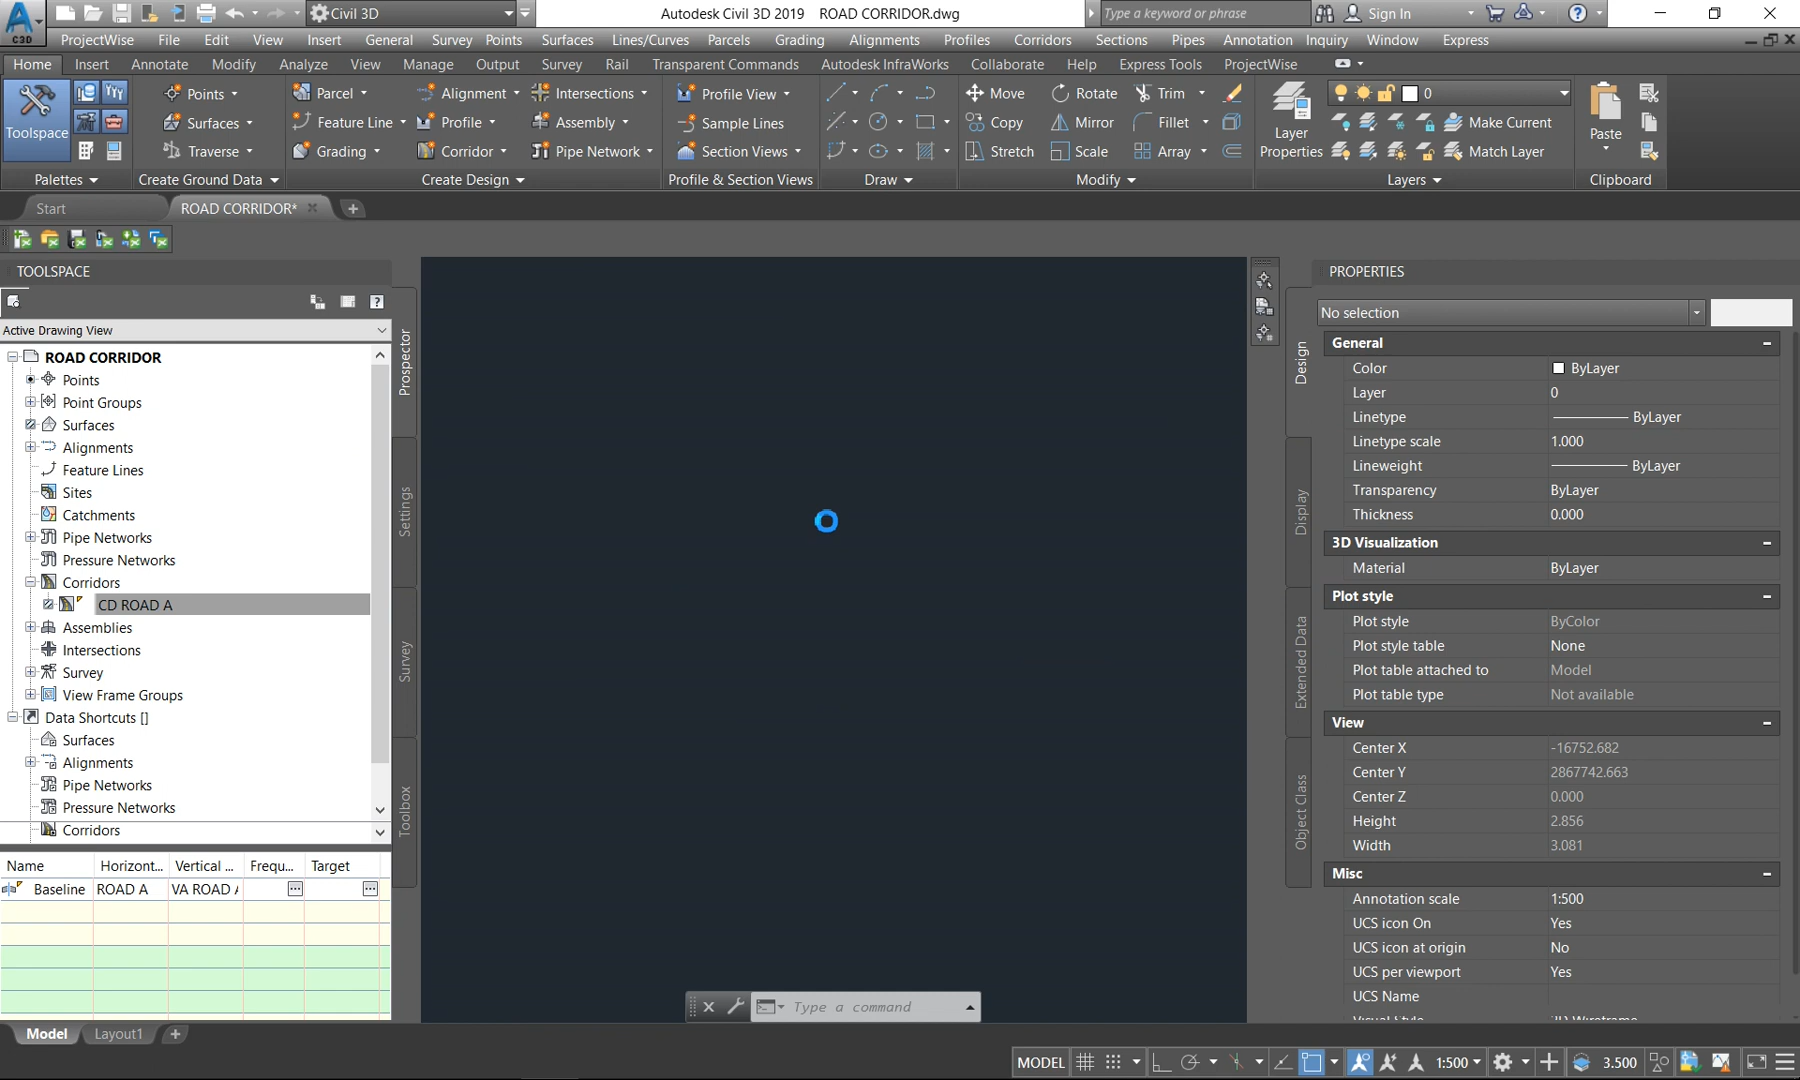 Civil 3D
Autodesk Civil 3D 2019 ROAD CORRIDOR.dwg
Type a keyword or phrase
Sign In
C3D
ProjectWise File Edit View Insert General Survey Points Surfaces Lines/Curves Parcels Grading Alignments Profiles Corridors Sections Pipes Annotation Inquiry Window Express
Home Insert Annotate Modify Analyze View Manage Output Survey Rail Transparent Commands Autodesk InfraWorks Collaborate Help Express Tools ProjectWise
Points Parcel Alignment Intersections Profile View Move Rotate Trim 0
Toolspace Surfaces Feature Line Profile Assembly Sample Lines Copy Mirror Fillet Layer Properties Make Current Paste
Traverse Grading Corridor Pipe Network Section Views Stretch Scale Array Match Layer
Palettes Create Ground Data Create Design Profile & Section Views Draw Modify Layers Clipboard
Start ROAD CORRIDOR*
TOOLSPACE
Active Drawing View
ROAD CORRIDOR
Points
Point Groups
Surfaces
Alignments
Feature Lines
Sites
Catchments
Pipe Networks
Pressure Networks
Corridors
CD ROAD A
Assemblies
Intersections
Survey
View Frame Groups
Data Shortcuts []
Surfaces
Alignments
Pipe Networks
Pressure Networks
Corridors
Name Horizont... Vertical ... Frequ... Target
Baseline ROAD A VA ROAD
Prospector
Settings
Survey
Toolbox
Type a command
PROPERTIES
No selection
Design
Display
Extended Data
Object Class
General
Color ByLayer
Layer 0
Linetype ByLayer
Linetype scale 1.000
Lineweight ByLayer
Transparency ByLayer
Thickness 0.000
3D Visualization
Material ByLayer
Plot style
Plot style ByColor
Plot style table None
Plot table attached to Model
Plot table type Not available
View
Center X -16752.682
Center Y 2867742.663
Center Z 0.000
Height 2.856
Width 3.081
Misc
Annotation scale 1:500
UCS icon On Yes
UCS icon at origin No
UCS per viewport Yes
UCS Name
Model Layout1
MODEL 1:500 3.500